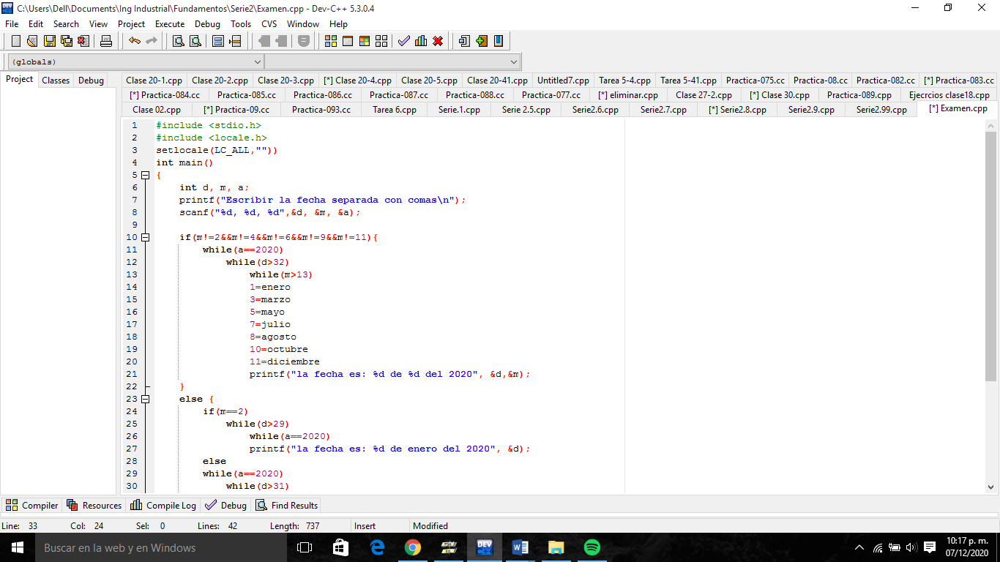 C:\Users\Dell\Documents\Ing Industrial\Fundamentos\Serie2\Examen.cpp - Dev-C++ 5.3.0.4
File Edit Search View Project Execute Debug Tools CVS Window Help
(globals)
Project Classes Debug
Clase 20-1.cpp Clase 20-2.cpp Clase 20-3.cpp [*] Clase 20-4.cpp Clase 20-5.cpp Clase 20-41.cpp Untitled7.cpp Tarea 5-4.cpp Tarea 5-41.cpp Practica-075.cc Practica-08.cc Practica-082.cc [*] Practica-083.cc
[*] Practica-084.cc Practica-085.cc Practica-086.cc Practica-087.cc Practica-088.cc Practica-077.cc [*] eliminar.cpp Clase 27-2.cpp [*] Clase 30.cpp Practica-089.cpp Ejecrcios clase18.cpp
Clase 02.cpp [*] Practica-09.cc Practica-093.cc Tarea 6.cpp Serie.1.cpp Serie 2.5.cpp Serie2.6.cpp Serie2.7.cpp [*] Serie2.8.cpp Serie2.9.cpp Serie2.99.cpp [*] Examen.cpp
1 #include <stdio.h>
2 #include <locale.h>
3 setlocale(LC_ALL,""))
4 int main()
5 {
6 int d, m, a;
7 printf("Escribir la fecha separada con comas\n");
8 scanf("%d, %d, %d",&d, &m, &a);
9
10 if(m!=2&&m!=4&&m!=6&&m!=9&&m!=11){
11 while(a==2020)
12 while(d>32)
13 while(m>13)
14 1=enero
15 3=marzo
16 5=mayo
17 7=julio
18 8=agosto
19 10=octubre
20 11=diciembre
21 printf("la fecha es: %d de %d del 2020", &d,&m);
22 }
23 else {
24 if(m==2)
25 while(d>29)
26 while(a==2020)
27 printf("la fecha es: %d de enero del 2020", &d);
28 else
29 while(a==2020)
30 while(d>31)
Compiler Resources Compile Log Debug Find Results
Line: 33 Col: 24 Sel: 0 Lines: 42 Length: 737 Insert Modified
Buscar en la web y en Windows
10:17 p. m.
07/12/2020